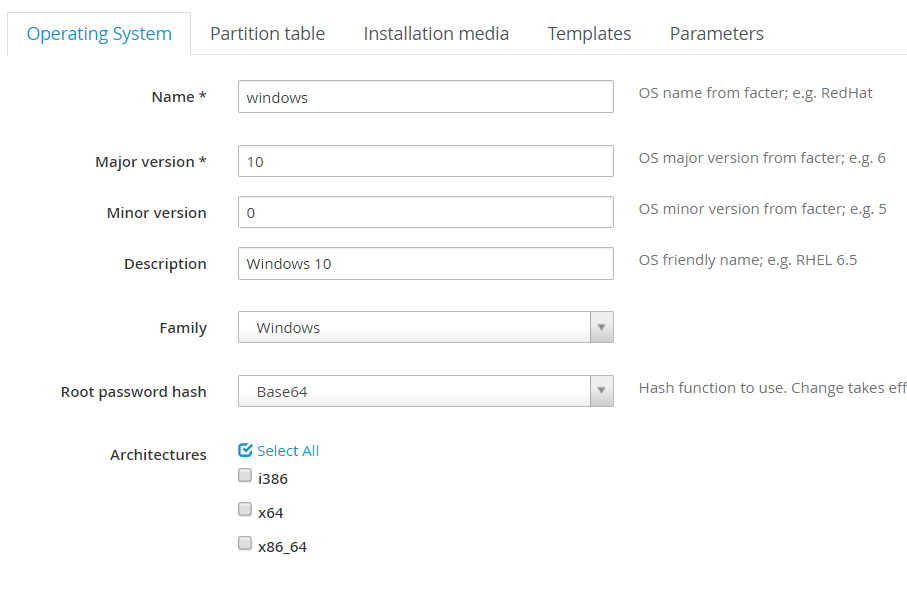 Operating System Partition table Installation media Templates Parameters
Name * windows OS name from facter; e.g. RedHat
Major version * 10 OS major version from facter; e.g. 6
Minor version 0 OS minor version from facter; e.g. 5
Description Windows 10 OS friendly name; e.g. RHEL 6.5
Family Windows
Root password hash Base64 Hash function to use. Change takes eff
Architectures Select All
i386
x64
x86_64